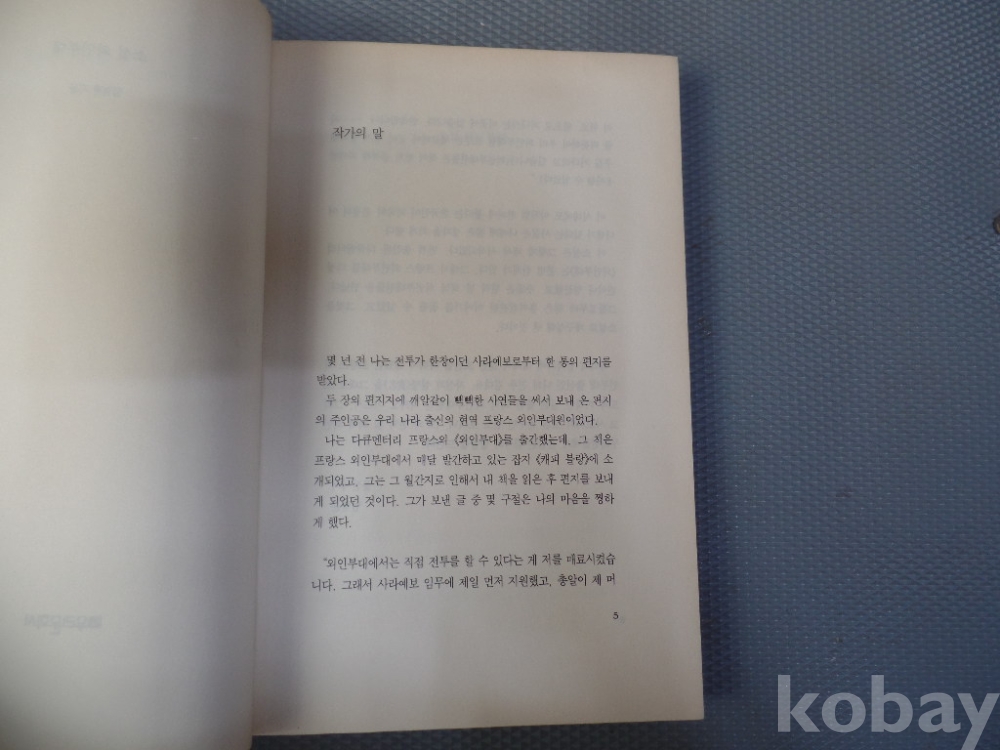 작가의 말
몇 년 전 나는 전투가 한창이던 사라예보로부터 한 통의 편지를
받았다.
두 장의 편지지에 깨알같이 빽빽한 사연들을 써서 보내 온 편지
의 주인공은 우리 나라 출신의 현역 프랑스 외인부대원이었다.
나는 다큐멘터리 프랑스의 《외인부대》를 출간했는데, 그 책은
프랑스 외인부대에서 매달 발간하고 있는 잡지 《캐피 블랑》에 소
개되었고, 그는 그 월간지로 인해서 내 책을 읽은 후 편지를 보내
게 되었던 것이다. 그가 보낸 글 중 몇 구절은 나의 마음을 찡하
게 했다.
"외인부대에서는 직접 전투를 할 수 있다는 게 저를 매료시켰습
니다. 그래서 사라예보 임무에 제일 먼저 지원했고, 총알이 제 머
3
kobay